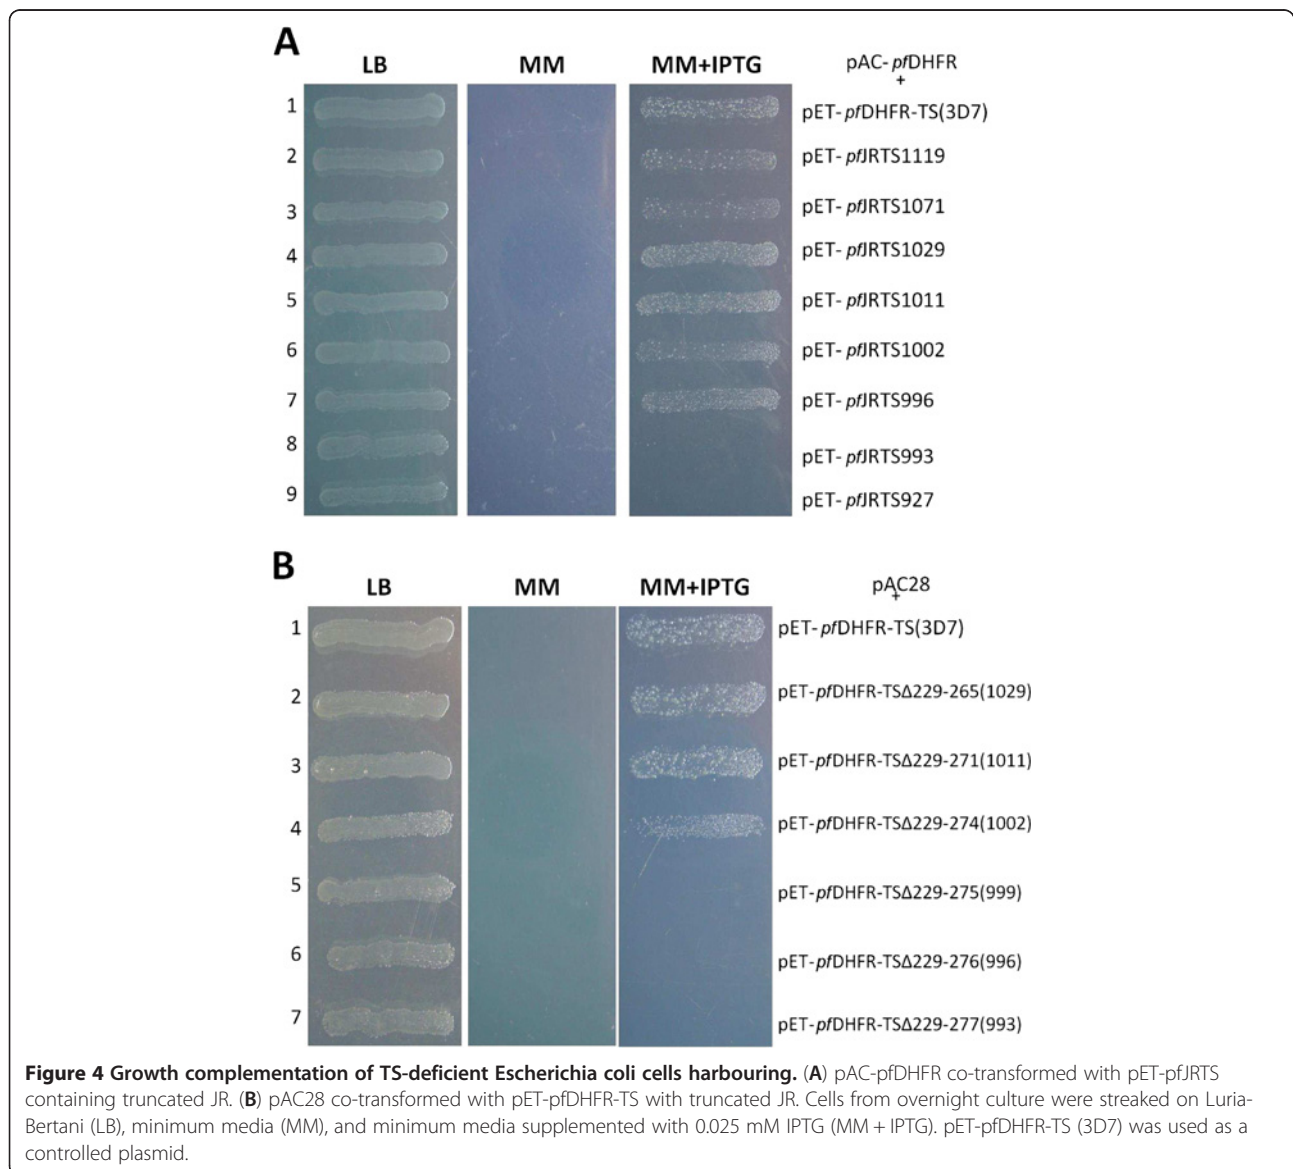 A
LB MM MM+IPTG pAC-pfDHFR
+
1 pET-pfDHFR-TS(3D7)
2 pET-pfJRTS1119
3 pET-pfJRTS1071
4 pET-pfJRTS1029
5 pET-pfJRTS1011
6 pET-pfJRTS1002
7 pET-pfJRTS996
8 pET-pfJRTS993
9 pET-pfJRTS927
B
LB MM MM+IPTG pAC28
+
1 pET-pfDHFR-TS(3D7)
2 pET-pfDHFR-TSΔ229-265(1029)
3 pET-pfDHFR-TSΔ229-271(1011)
4 pET-pfDHFR-TSΔ229-274(1002)
5 pET-pfDHFR-TSΔ229-275(999)
6 pET-pfDHFR-TSΔ229-276(996)
7 pET-pfDHFR-TSΔ229-277(993)
Figure 4 Growth complementation of TS-deficient Escherichia coli cells harbouring. (A) pAC-pfDHFR co-transformed with pET-pfJRTS
containing truncated JR. (B) pAC28 co-transformed with pET-pfDHFR-TS with truncated JR. Cells from overnight culture were streaked on Luria-
Bertani (LB), minimum media (MM), and minimum media supplemented with 0.025 mM IPTG (MM + IPTG). pET-pfDHFR-TS (3D7) was used as a
controlled plasmid.